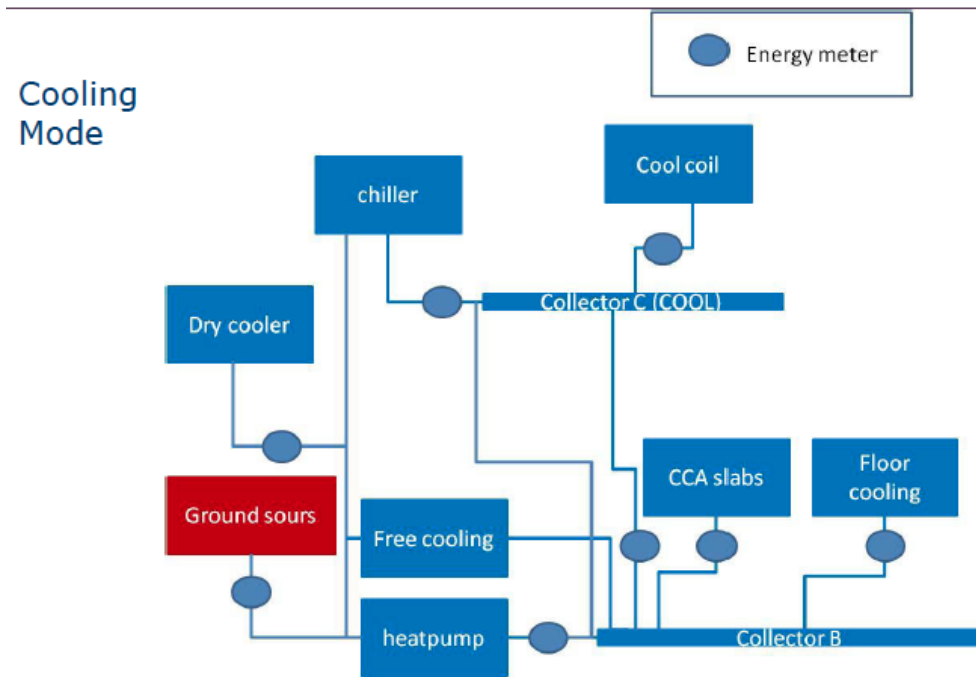 Energy meter
Cooling
Mode
Cool coil
chiller
Collector C (COOL)
Dry cooler
CCA slabs
Floor
cooling
Ground sours
Free cooling
heatpump
Collector B